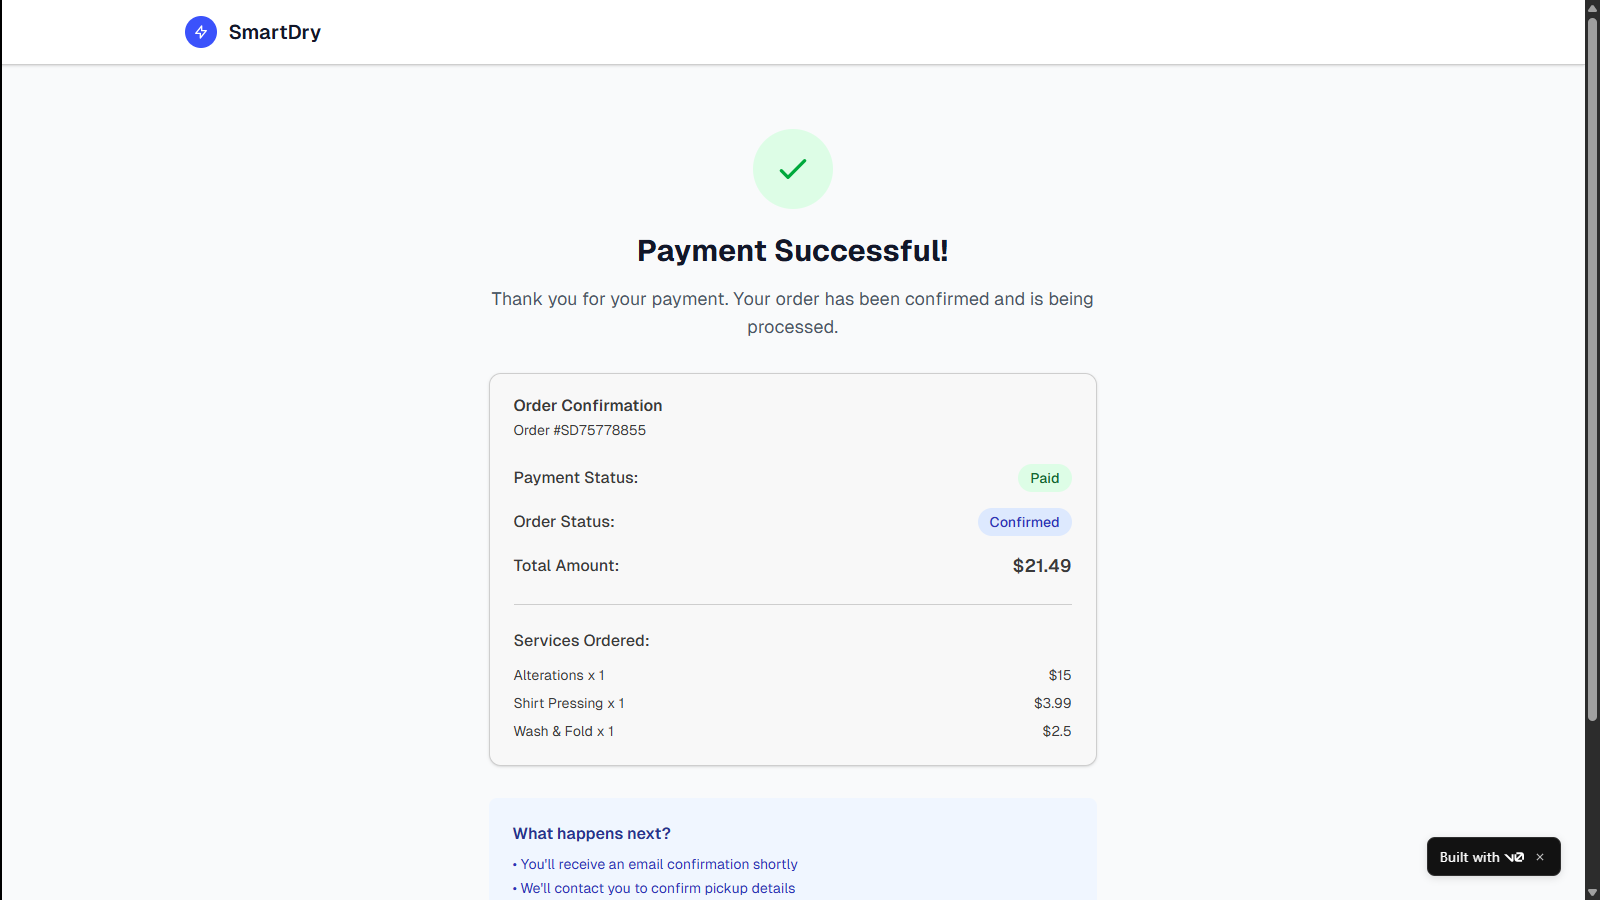 SmartDry
Payment Successful!
Thank you for your payment. Your order has been confirmed and is being
processed.
Order Confirmation
Order #SD75778855
Payment Status:
Paid
Order Status:
Confirmed
Total Amount:
$21.49
Services Ordered:
Alterations x 1
$15
Shirt Pressing x 1
$3.99
Wash & Fold x 1
$2.5
What happens next?
• You'll receive an email confirmation shortly
• We'll contact you to confirm pickup details
Built with v0 ×